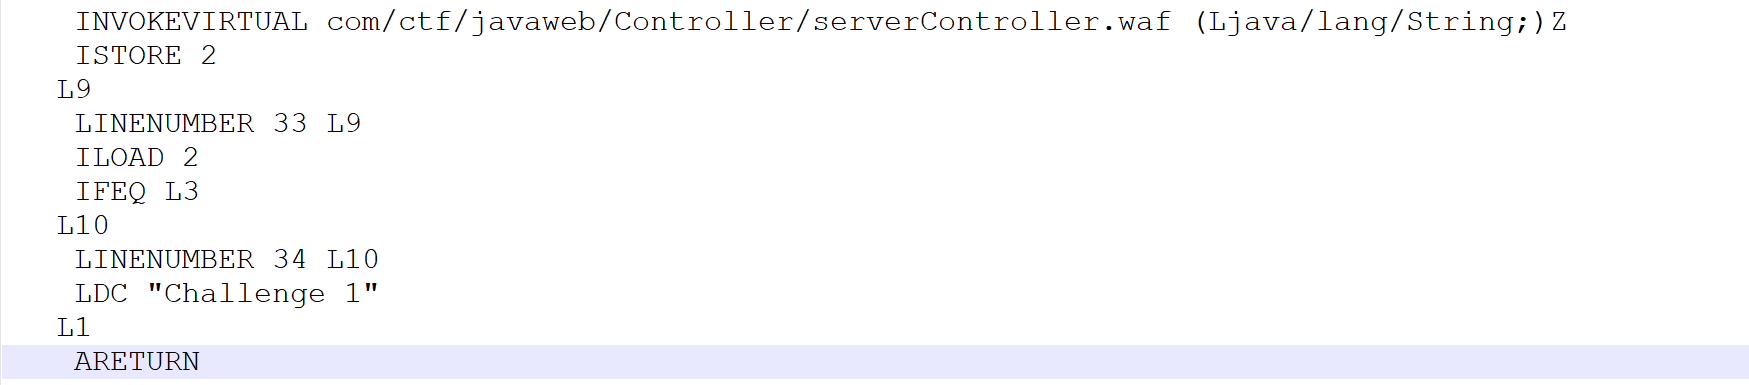 INVOKEVIRTUAL com/ctf/javaweb/Controller/serverController.waf (Ljava/lang/String;)Z
ISTORE 2
L9
LINENUMBER 33 L9
ILOAD 2
IFEQ L3
L10
LINENUMBER 34 L10
LDC "Challenge 1"
L1
ARETURN